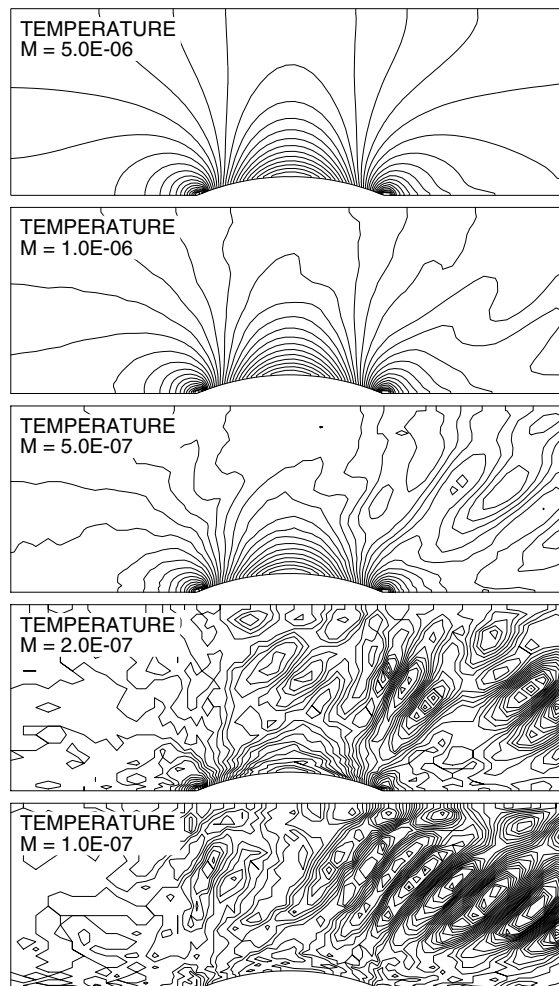 TEMPERATURE
M = 5.0E-06
TEMPERATURE
M = 1.0E-06
TEMPERATURE
M = 5.0E-07
TEMPERATURE
M = 2.0E-07
TEMPERATURE
M = 1.0E-07